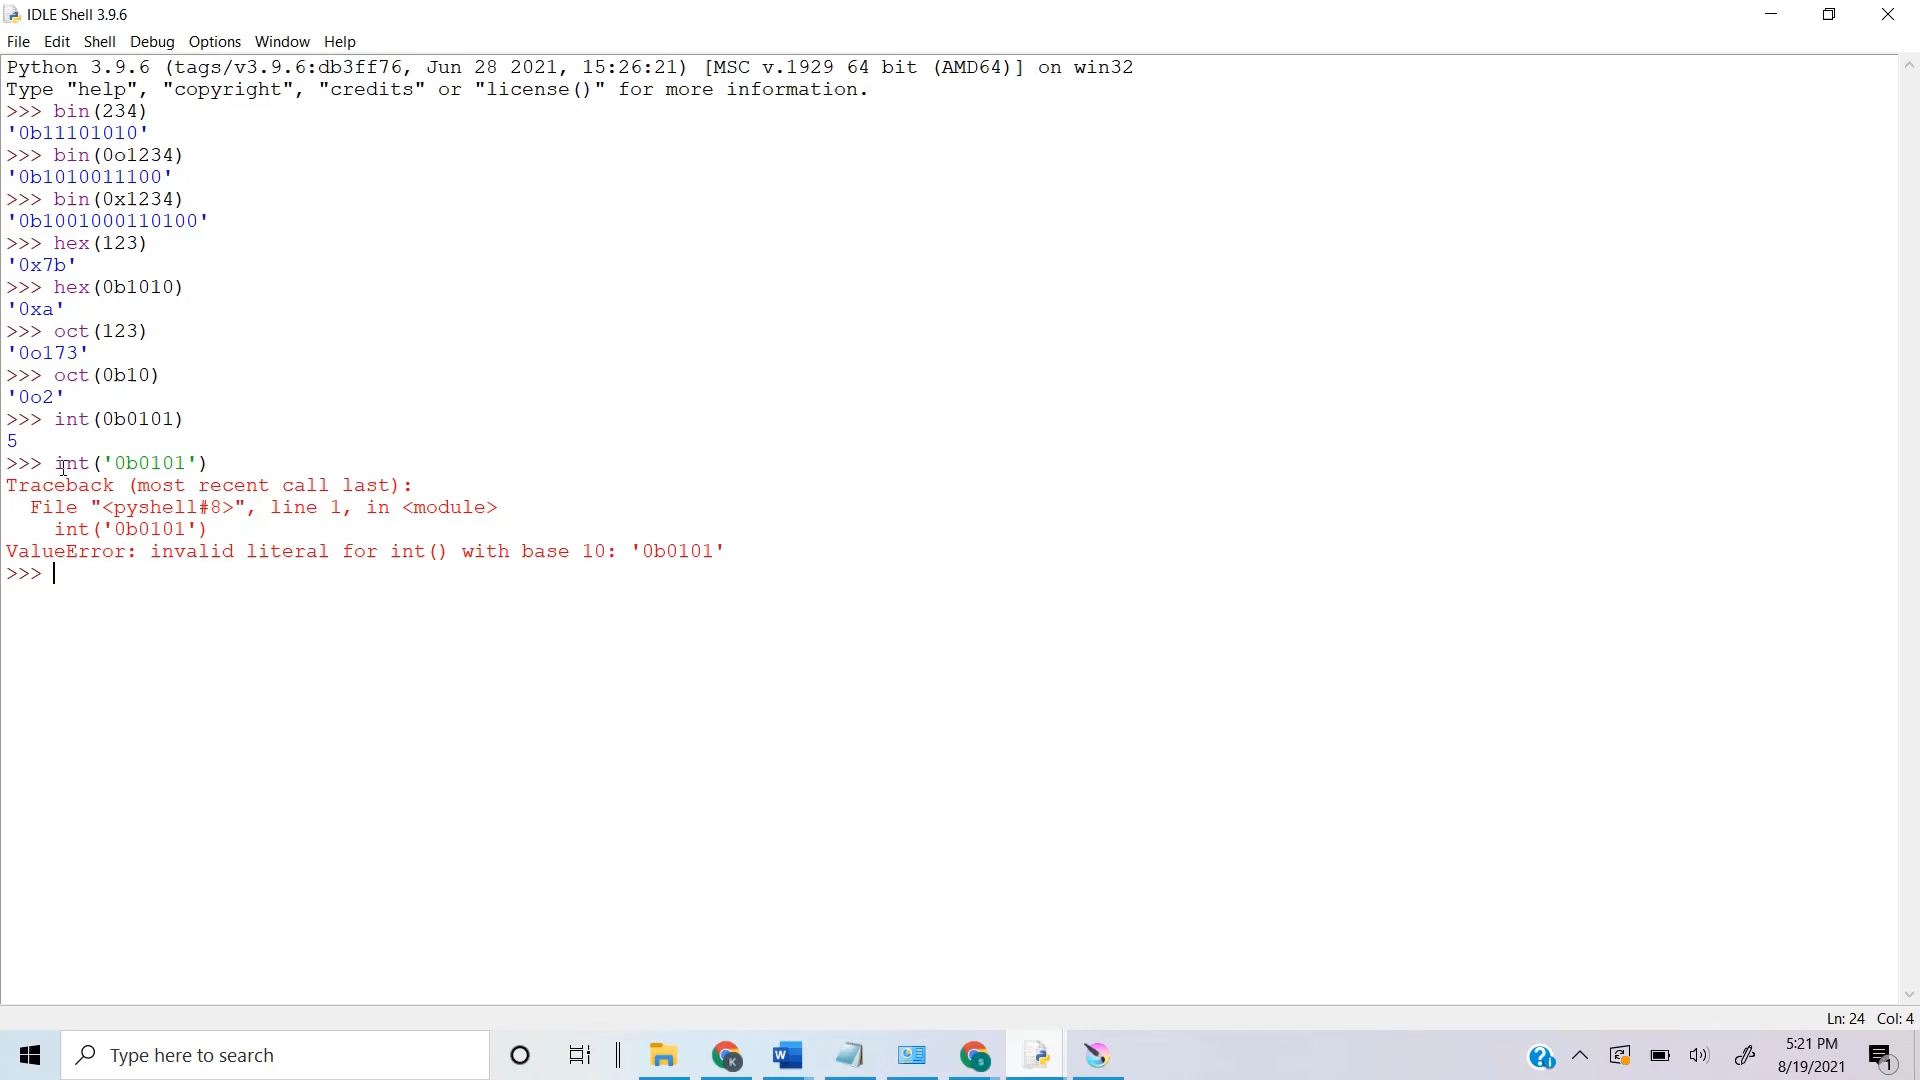 IDLE Shell 3.9.6
File Edit Shell Debug Options Window Help
Python 3.9.6 (tags/v3.9.6:db3ff76, Jun 28 2021, 15:26:21) [MSC v.1929 64 bit (AMD64)] on win32
Type "help", "copyright", "credits" or "license()" for more information.
>>> bin(234)
'0b11101010'
>>> bin(0o1234)
'0b1010011100'
>>> bin(0x1234)
'0b1001000110100'
>>> hex(123)
'0x7b'
>>> hex(0b1010)
'0xa'
>>> oct(123)
'0o173'
>>> oct(0b10)
'0o2'
>>> int(0b0101)
5
>>> int('0b0101')
Traceback (most recent call last):
  File "<pyshell#8>", line 1, in <module>
    int('0b0101')
ValueError: invalid literal for int() with base 10: '0b0101'
>>>
Ln: 24 Col: 4
Type here to search
5:21 PM
8/19/2021
1